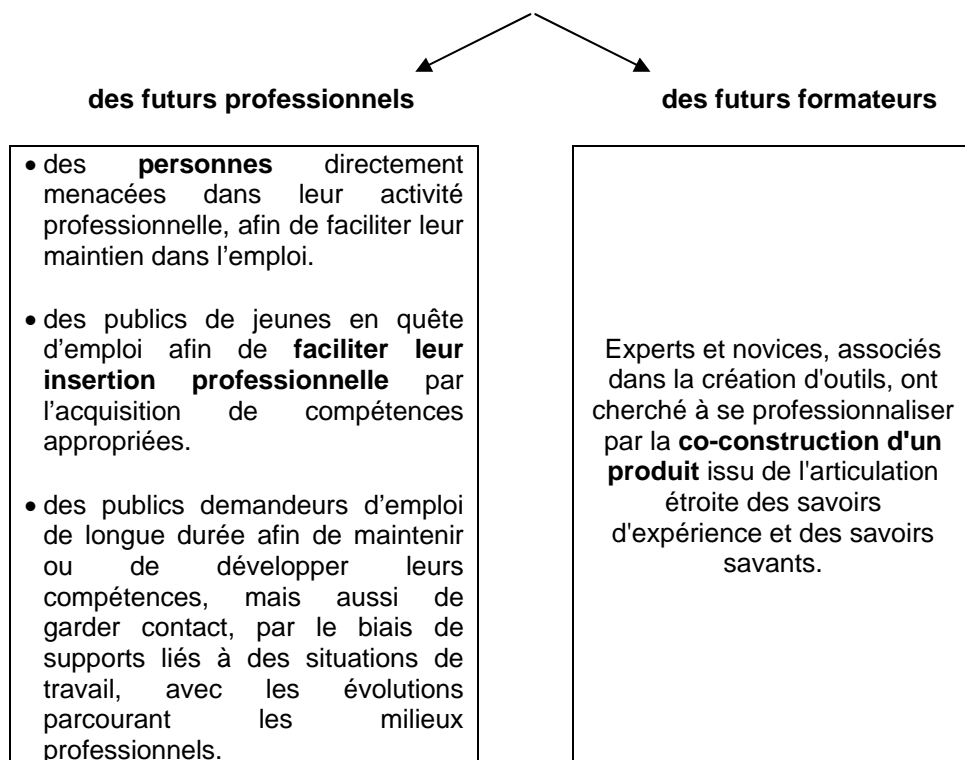 des futurs professionnels
des futurs formateurs
• des personnes directement
menacées dans leur activité
professionnelle, afin de faciliter leur
maintien dans l’emploi.
• des publics de jeunes en quête
d’emploi afin de faciliter leur
insertion professionnelle par
l’acquisition de compétences
appropriées.
• des publics demandeurs d’emploi
de longue durée afin de maintenir
ou de développer leurs
compétences, mais aussi de
garder contact, par le biais de
supports liés à des situations de
travail, avec les évolutions
parcourant les milieux
professionnels.
Experts et novices, associés
dans la création d'outils, ont
cherché à se professionnaliser
par la co-construction d'un
produit issu de l'articulation
étroite des savoirs
d'expérience et des savoirs
savants.